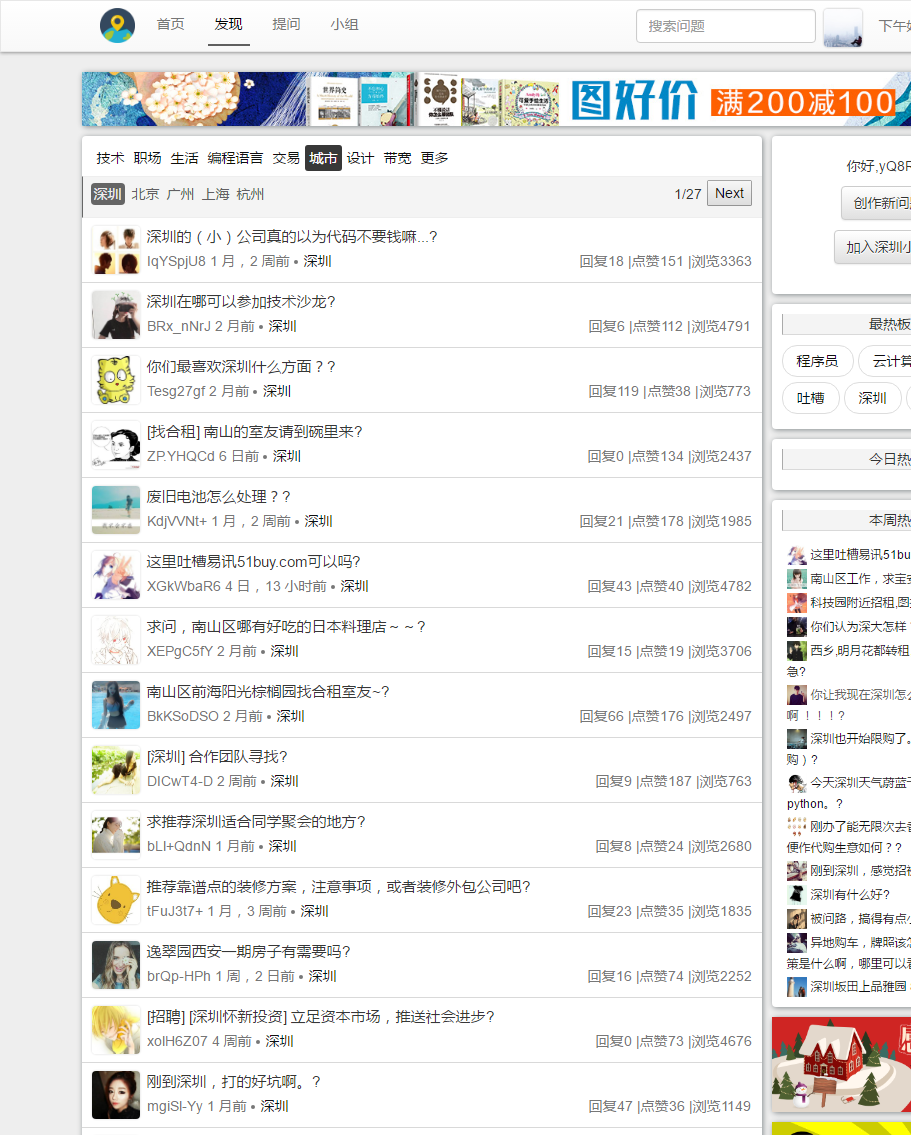 首页 发现 提问 小组 搜索问题 下午
图好价 满200减100
技术 职场 生活 编程语言 交易 城市 设计 带宽 更多
深圳 北京 广州 上海 杭州 1/27 Next
深圳的（小）公司真的以为代码不要钱嘛...?
IqYSpjU8 1 月，2 周前 • 深圳 回复18 |点赞151 |浏览3363
深圳在哪可以参加技术沙龙?
BRx_nNrJ 2 月前 • 深圳 回复6 |点赞112 |浏览4791
你们最喜欢深圳什么方面？?
Tesg27gf 2 月前 • 深圳 回复119 |点赞38 |浏览773
[找合租] 南山的室友请到碗里来?
ZP.YHQCd 6 日前 • 深圳 回复0 |点赞134 |浏览2437
废旧电池怎么处理？?
KdjVVNt+ 1 月，2 周前 • 深圳 回复21 |点赞178 |浏览1985
这里吐槽易讯51buy.com可以吗?
XGkWbaR6 4 日，13 小时前 • 深圳 回复43 |点赞40 |浏览4782
求问，南山区哪有好吃的日本料理店～～?
XEPgC5fY 2 月前 • 深圳 回复15 |点赞19 |浏览3706
南山区前海阳光棕榈园找合租室友~?
BkKSoDSO 2 月前 • 深圳 回复66 |点赞176 |浏览2497
[深圳] 合作团队寻找?
DICwT4-D 2 周前 • 深圳 回复9 |点赞187 |浏览763
求推荐深圳适合同学聚会的地方?
bLI+QdnN 1 月前 • 深圳 回复8 |点赞24 |浏览2680
推荐靠谱点的装修方案，注意事项，或者装修外包公司吧?
tFuJ3t7+ 1 月，3 周前 • 深圳 回复23 |点赞35 |浏览1835
逸翠园西安一期房子有需要吗?
brQp-HPh 1 周，2 日前 • 深圳 回复16 |点赞74 |浏览2252
[招聘] [深圳怀新投资] 立足资本市场，推送社会进步?
xoIH6Z07 4 周前 • 深圳 回复0 |点赞73 |浏览4676
刚到深圳，打的好坑啊。?
mgiSI-Yy 1 月前 • 深圳 回复47 |点赞36 |浏览1149
你好,yQ8
创作新问
加入深圳
最热板
程序员 云计
吐槽 深圳
今日热
本周热
这里吐槽易讯51bu
南山区工作，求宝
科技园附近招租,图
你们认为深大怎样
西乡,明月花都转租
急?
你让我现在深圳怎
啊！！！?
深圳也开始限购了。
购）?
今天深圳天气蔚蓝
python。?
刚办了能无限次去
便作代购生意如何？?
刚到深圳，感觉招
深圳有什么好?
被问路，搞得有点
异地购车，牌照该
策是什么啊，哪里可以
深圳坂田上品雅园